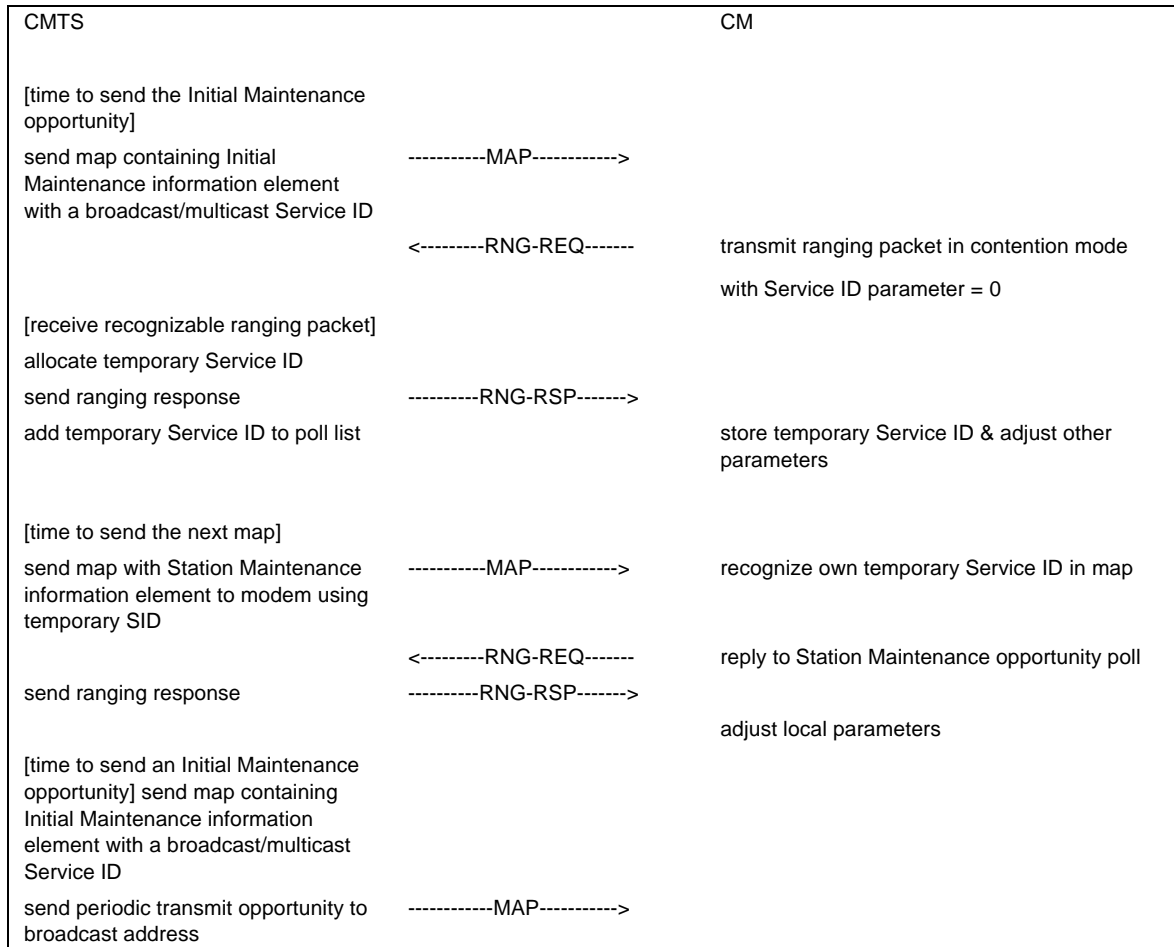 CMTS CM
[time to send the Initial Maintenance
opportunity]
send map containing Initial -----------MAP------------>
Maintenance information element
with a broadcast/multicast Service ID
<---------RNG-REQ------- transmit ranging packet in contention mode
with Service ID parameter = 0
[receive recognizable ranging packet]
allocate temporary Service ID
send ranging response ----------RNG-RSP------->
add temporary Service ID to poll list store temporary Service ID & adjust other
parameters
[time to send the next map]
send map with Station Maintenance -----------MAP------------> recognize own temporary Service ID in map
information element to modem using
temporary SID
<---------RNG-REQ------- reply to Station Maintenance opportunity poll
send ranging response ----------RNG-RSP------->
adjust local parameters
[time to send an Initial Maintenance
opportunity] send map containing
Initial Maintenance information
element with a broadcast/multicast
Service ID
send periodic transmit opportunity to ------------MAP----------->
broadcast address